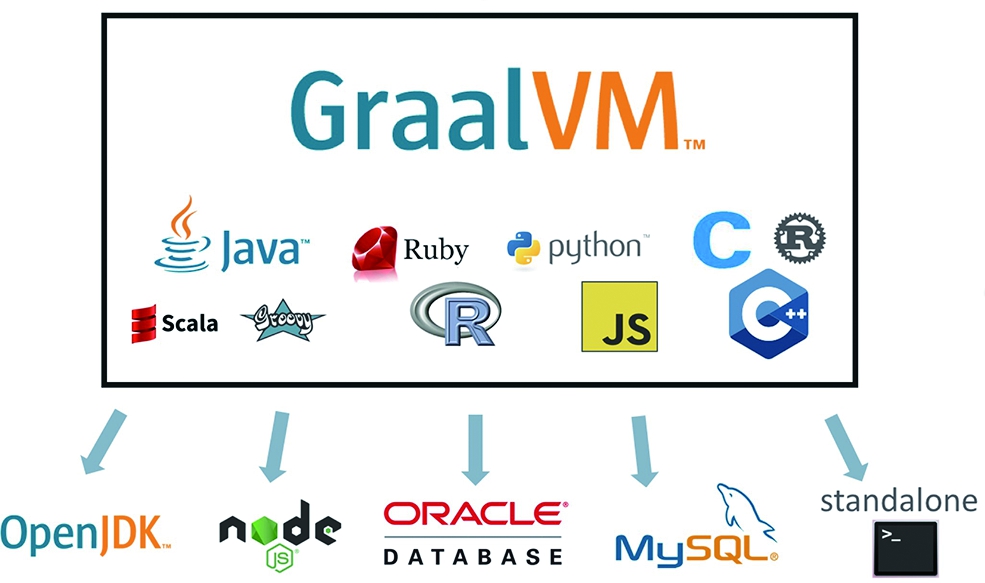 GraalVM™
Java™ Ruby python™ C R
Scala Groovy R JS C++
OpenJDK™ node JS® ORACLE® DATABASE MySQL® standalone
>_